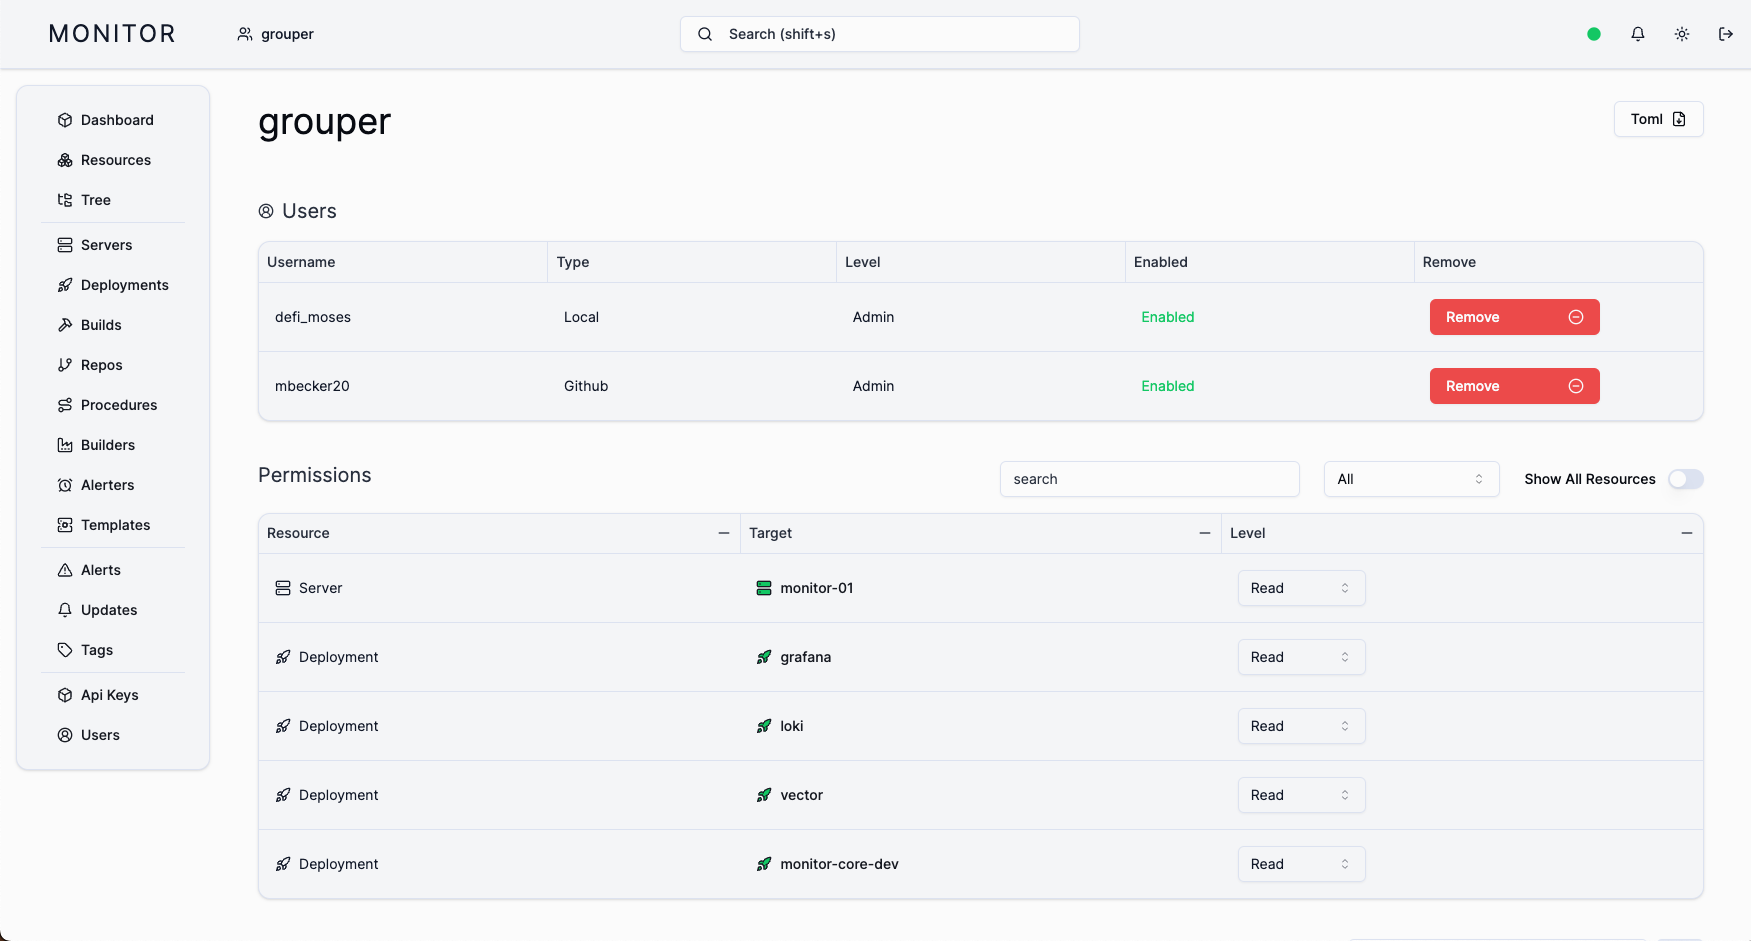 MONITOR
grouper
Search (shift+s)
Dashboard
Resources
Tree
Servers
Deployments
Builds
Repos
Procedures
Builders
Alerters
Templates
Alerts
Updates
Tags
Api Keys
Users
grouper
Toml
Users
Username Type Level Enabled Remove
defi_moses Local Admin Enabled Remove
mbecker20 Github Admin Enabled Remove
Permissions
search
All
Show All Resources
Resource Target Level
Server monitor-01 Read
Deployment grafana Read
Deployment loki Read
Deployment vector Read
Deployment monitor-core-dev Read